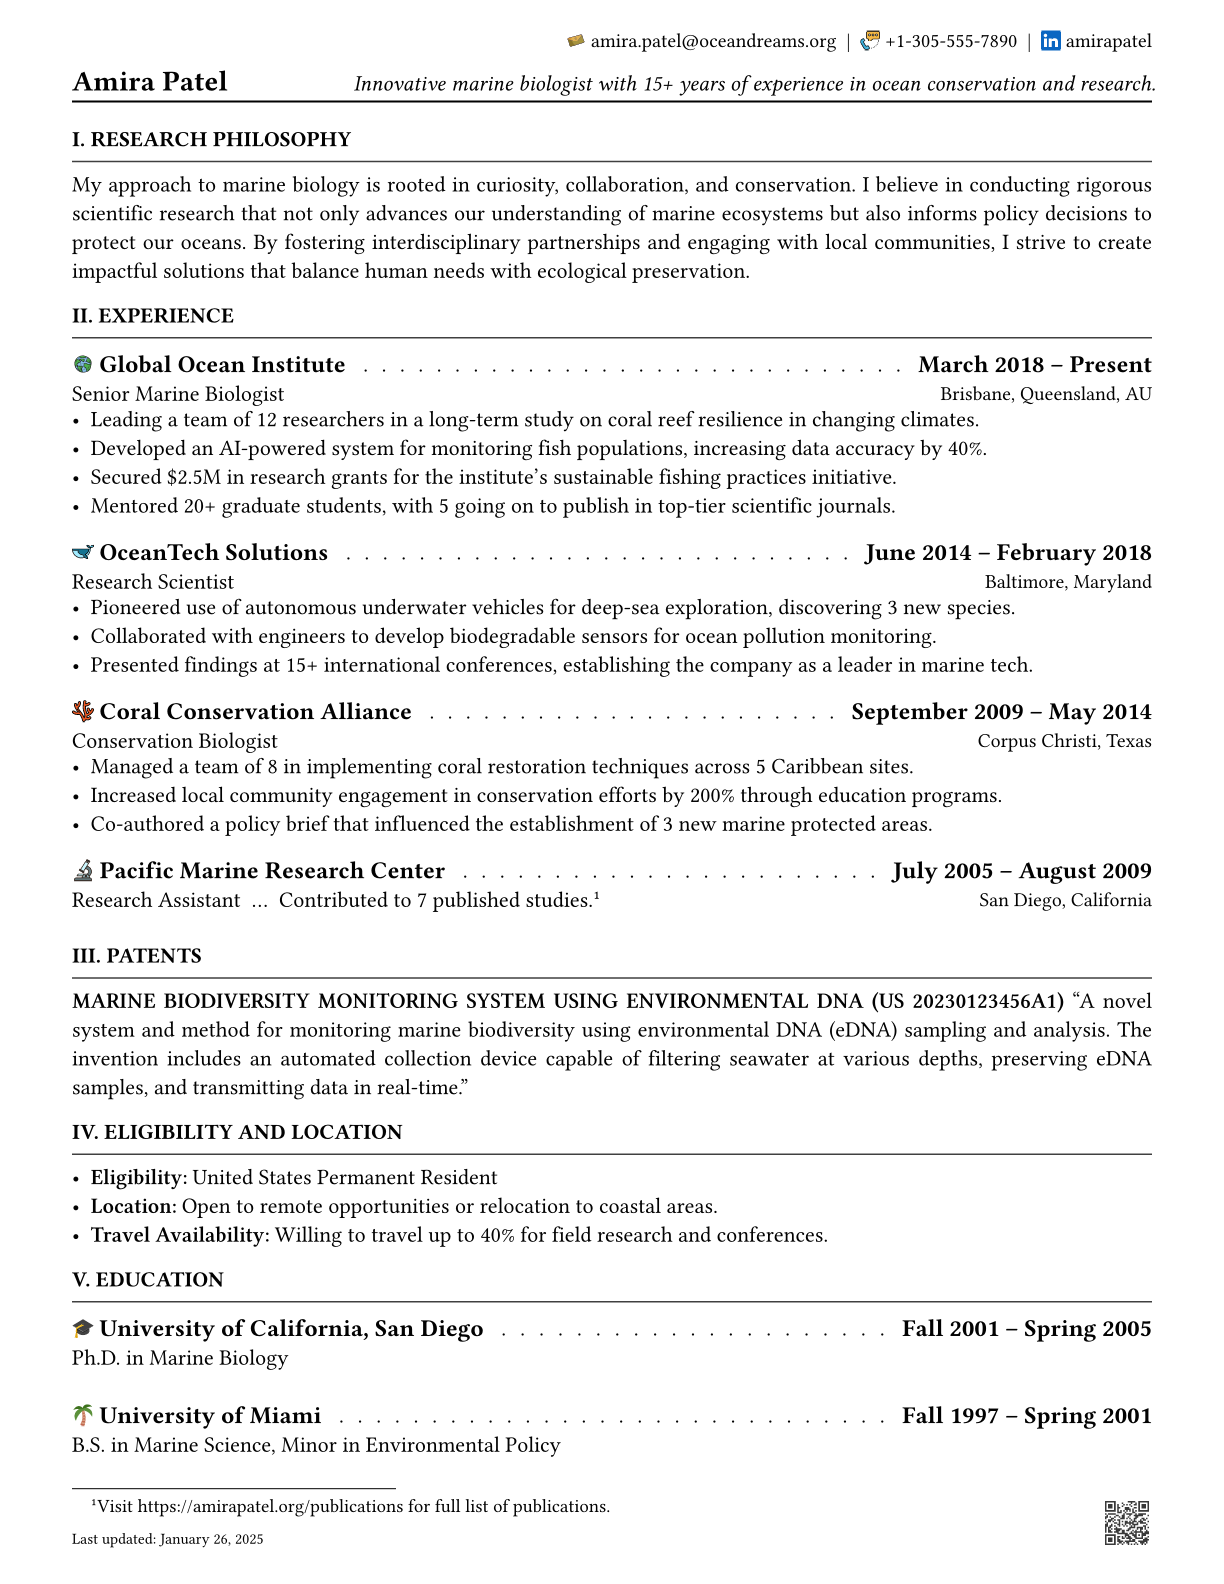 amira.patel@oceandreams.org | +1-305-555-7890 | amirapatel
Amira Patel Innovative marine biologist with 15+ years of experience in ocean conservation and research.
I. RESEARCH PHILOSOPHY
My approach to marine biology is rooted in curiosity, collaboration, and conservation. I believe in conducting rigorous
scientific research that not only advances our understanding of marine ecosystems but also informs policy decisions to
protect our oceans. By fostering interdisciplinary partnerships and engaging with local communities, I strive to create
impactful solutions that balance human needs with ecological preservation.
II. EXPERIENCE
Global Ocean Institute . . . . . . . . . . . . . . . . . . . . . . . . . . . . . . March 2018 – Present
Senior Marine Biologist Brisbane, Queensland, AU
• Leading a team of 12 researchers in a long-term study on coral reef resilience in changing climates.
• Developed an AI-powered system for monitoring fish populations, increasing data accuracy by 40%.
• Secured $2.5M in research grants for the institute’s sustainable fishing practices initiative.
• Mentored 20+ graduate students, with 5 going on to publish in top-tier scientific journals.
OceanTech Solutions . . . . . . . . . . . . . . . . . . . . . . . . . . . . June 2014 – February 2018
Research Scientist Baltimore, Maryland
• Pioneered use of autonomous underwater vehicles for deep-sea exploration, discovering 3 new species.
• Collaborated with engineers to develop biodegradable sensors for ocean pollution monitoring.
• Presented findings at 15+ international conferences, establishing the company as a leader in marine tech.
Coral Conservation Alliance . . . . . . . . . . . . . . . . . . . . . . . September 2009 – May 2014
Conservation Biologist Corpus Christi, Texas
• Managed a team of 8 in implementing coral restoration techniques across 5 Caribbean sites.
• Increased local community engagement in conservation efforts by 200% through education programs.
• Co-authored a policy brief that influenced the establishment of 3 new marine protected areas.
Pacific Marine Research Center . . . . . . . . . . . . . . . . . . . . . . . July 2005 – August 2009
Research Assistant … Contributed to 7 published studies.¹ San Diego, California
III. PATENTS
MARINE BIODIVERSITY MONITORING SYSTEM USING ENVIRONMENTAL DNA (US 20230123456A1) “A novel
system and method for monitoring marine biodiversity using environmental DNA (eDNA) sampling and analysis. The
invention includes an automated collection device capable of filtering seawater at various depths, preserving eDNA
samples, and transmitting data in real-time.”
IV. ELIGIBILITY AND LOCATION
• Eligibility: United States Permanent Resident
• Location: Open to remote opportunities or relocation to coastal areas.
• Travel Availability: Willing to travel up to 40% for field research and conferences.
V. EDUCATION
University of California, San Diego . . . . . . . . . . . . . . . . . . . . . Fall 2001 – Spring 2005
Ph.D. in Marine Biology
University of Miami . . . . . . . . . . . . . . . . . . . . . . . . . . . . . . Fall 1997 – Spring 2001
B.S. in Marine Science, Minor in Environmental Policy
¹Visit https://amirapatel.org/publications for full list of publications.
Last updated: January 26, 2025